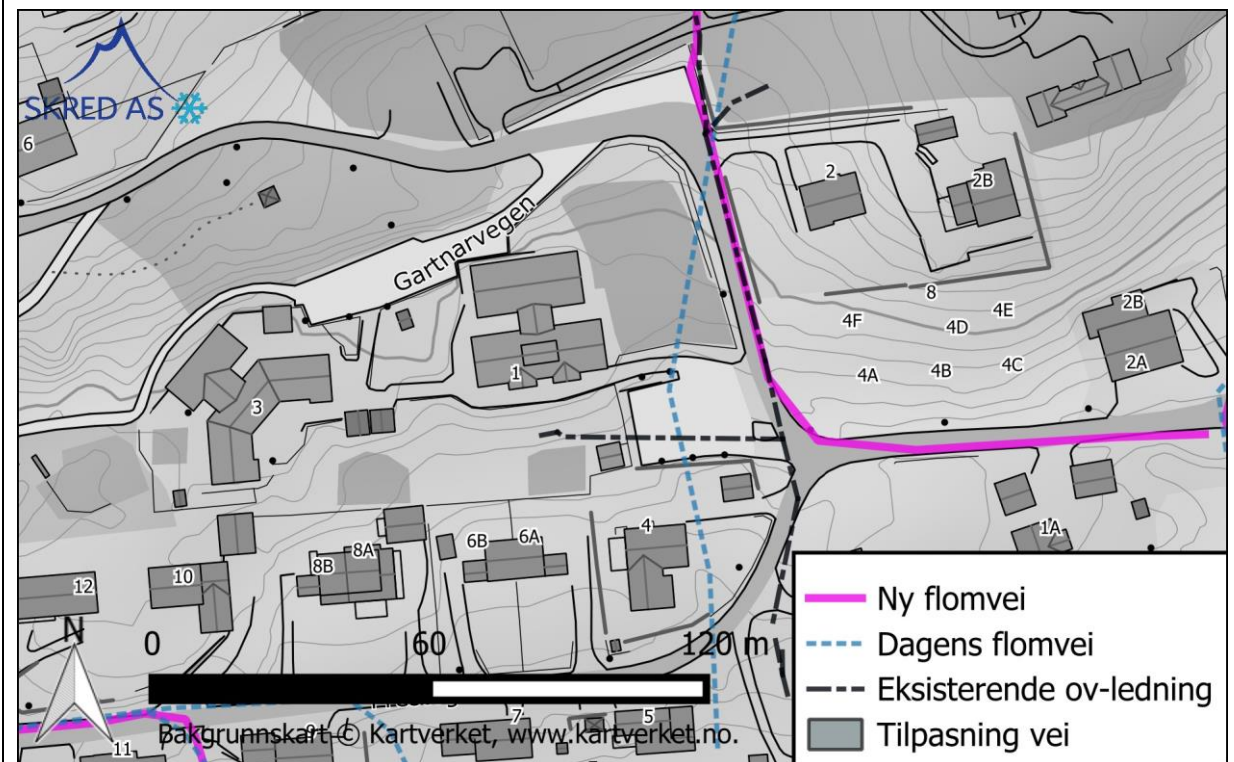 SKRED AS
6
Gartnarvegen
2
2B
8
4F
4D
4E
2B
4A
4B
4C
2A
1
3
4
6B
6A
8A
8B
10
12
1A
N
0
60
120 m
7
5
11
Bakgrunnskart © Kartverket, www.kartverket.no.
Ny flomvei
Dagens flomvei
Eksisterende ov-ledning
Tilpasning vei